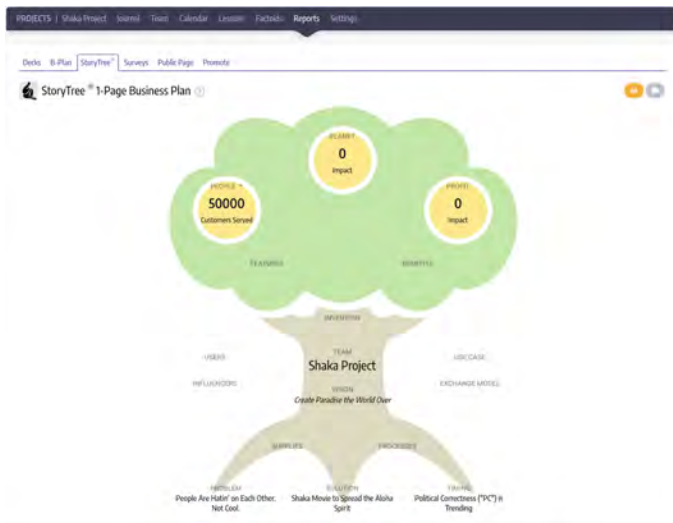 PROJECTS | Shaka Project Journal Team Calendar Lessons Factoids Reports Settings
Decks B-Plan StoryTree® Surveys Public Page Promote
StoryTree ® 1-Page Business Plan
PLANET
0
Impact
PEOPLE
50000
Customers Served
PROFIT
0
Impact
FEATURES
BENEFITS
INVENTION
USERS
TEAM
USE CASE
Shaka Project
INFLUENCERS
VISION
EXCHANGE MODEL
Create Paradise the World Over
SUPPLIES
PROCESSES
PROBLEM
People Are Hatin' on Each Other.
Not Cool.
SOLUTION
Shaka Movie to Spread the Aloha
Spirit
TIMING
Political Correctness ("PC") n
Trending